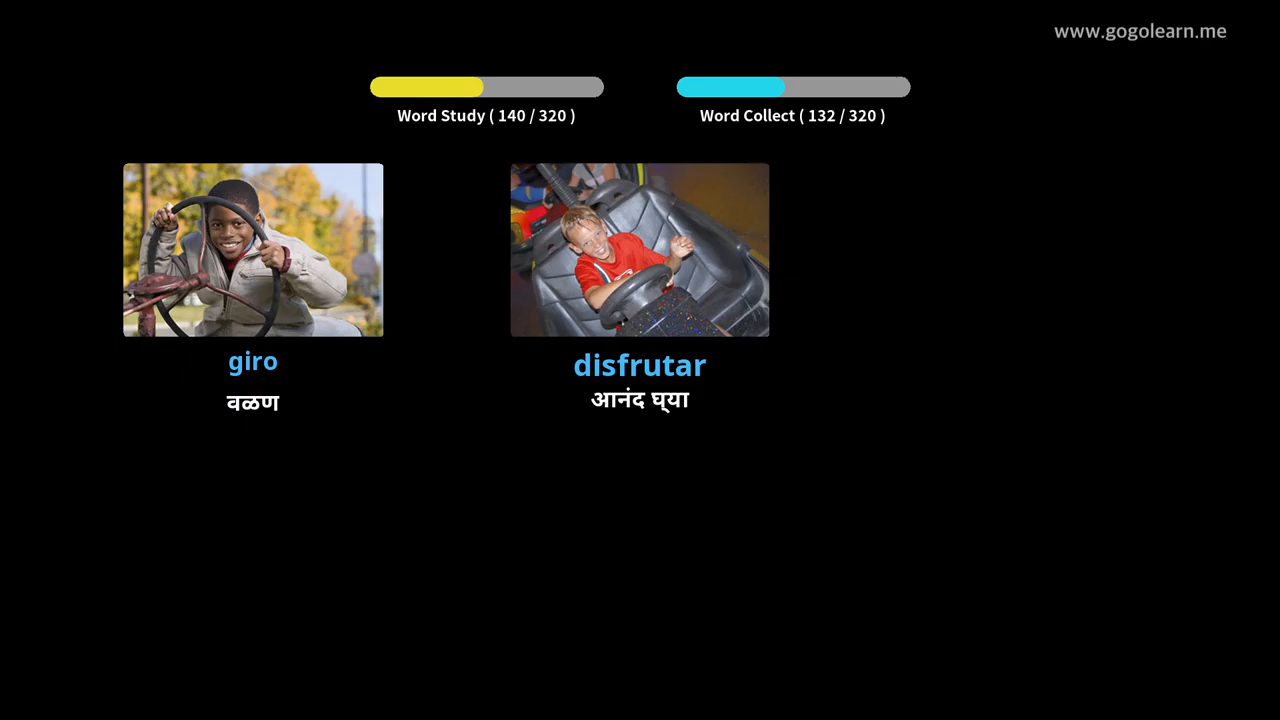 www.gogolearn.me
Word Study ( 140 / 320 )
Word Collect ( 132 / 320 )
giro
वळण
disfrutar
आनंद घ्‌या